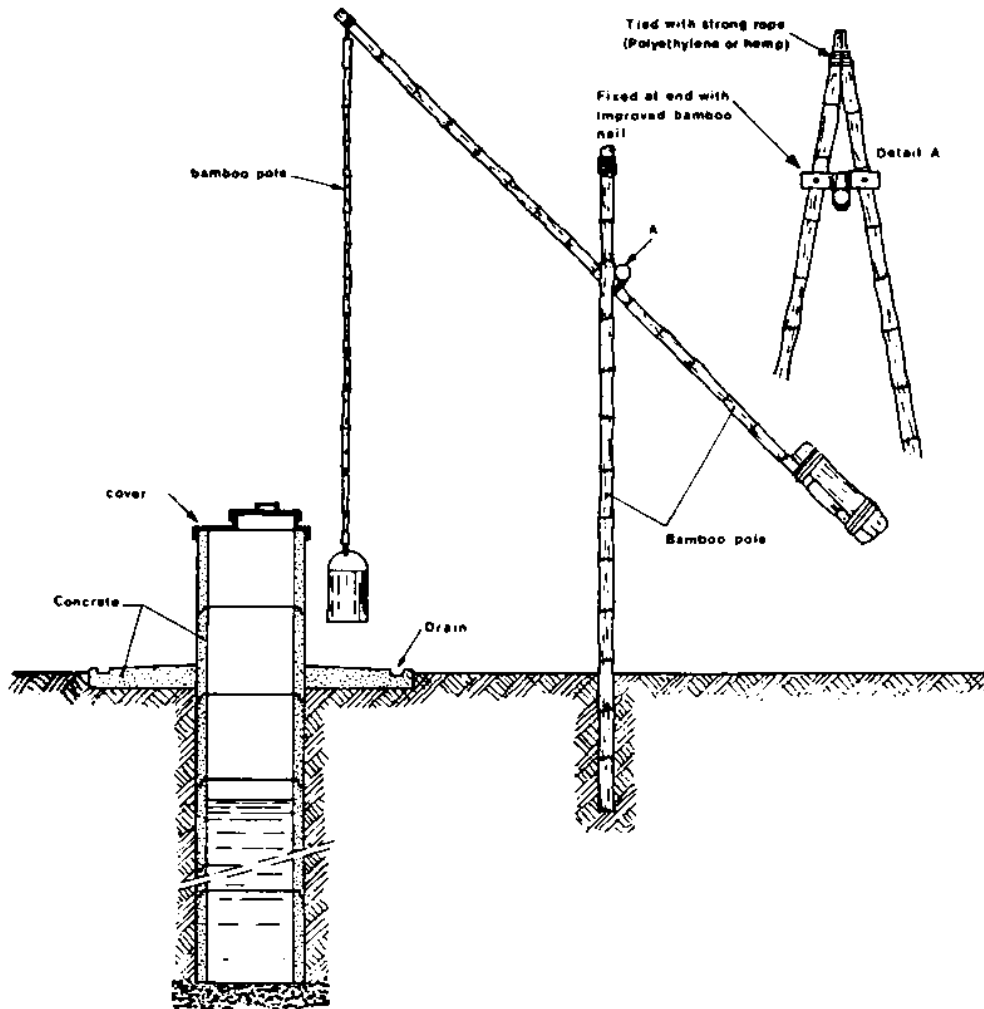 Tied with strong rope
(Polyethylene or hemp)
Fixed at end with
improved bamboo
nail
Detail A
bamboo pole
A
cover
Bamboo pole
Concrete
Drain